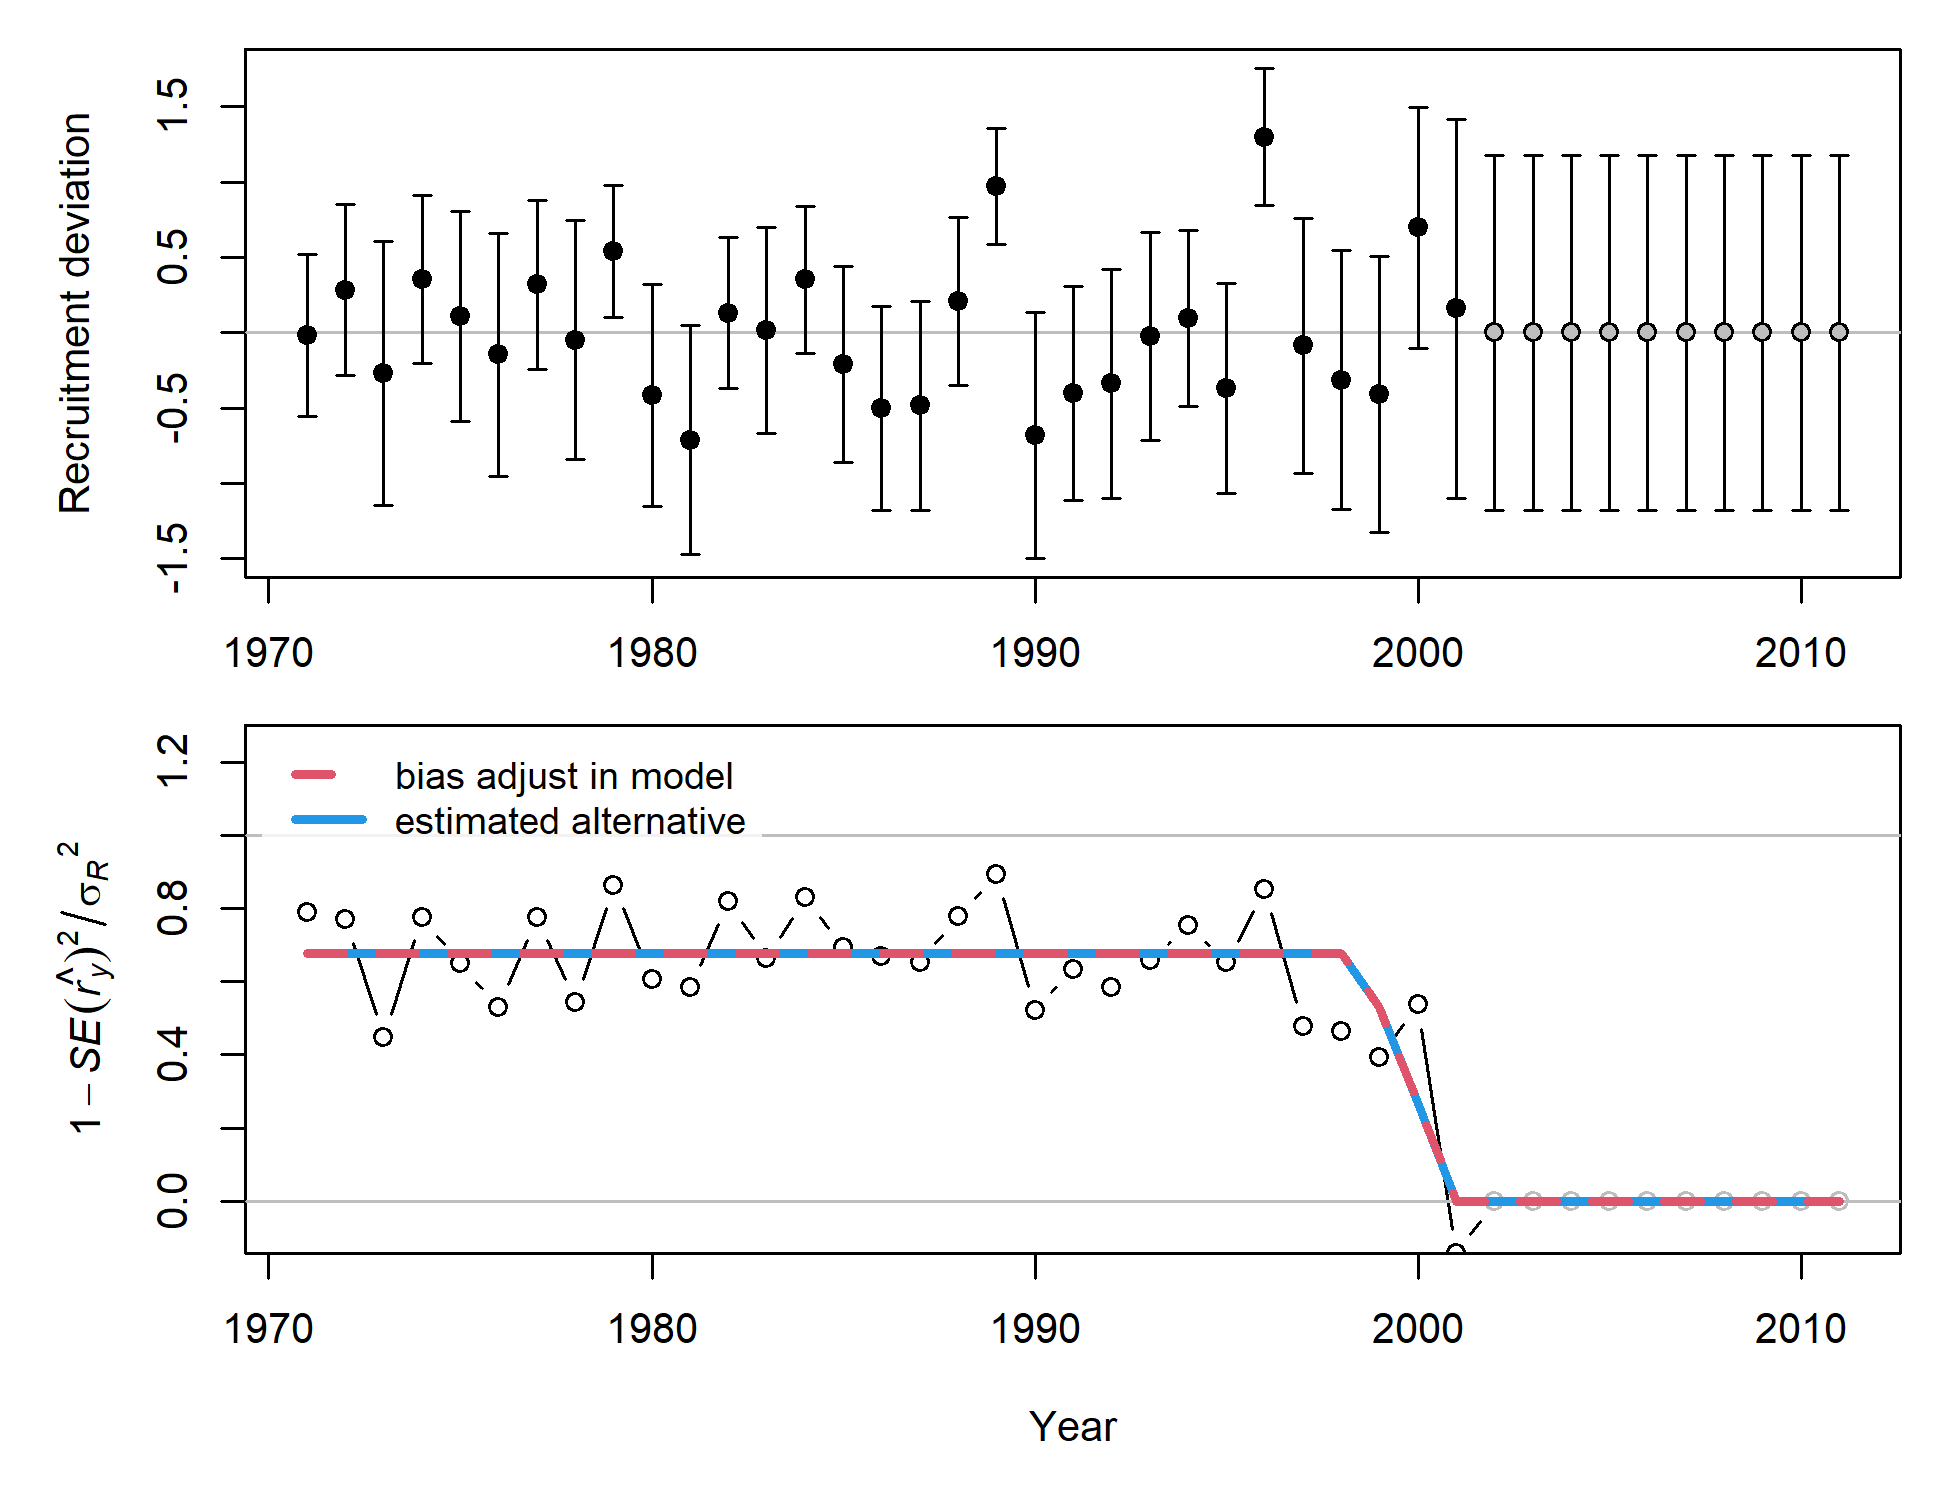 Recruitment deviation
1.5
0.5
-0.5
-1.5
1970 1980 1990 2000 2010
bias adjust in model
estimated alternative
1 − SE(r̂y)² / σR²
1.2
0.8
0.4
0.0
1970 1980 1990 2000 2010
Year